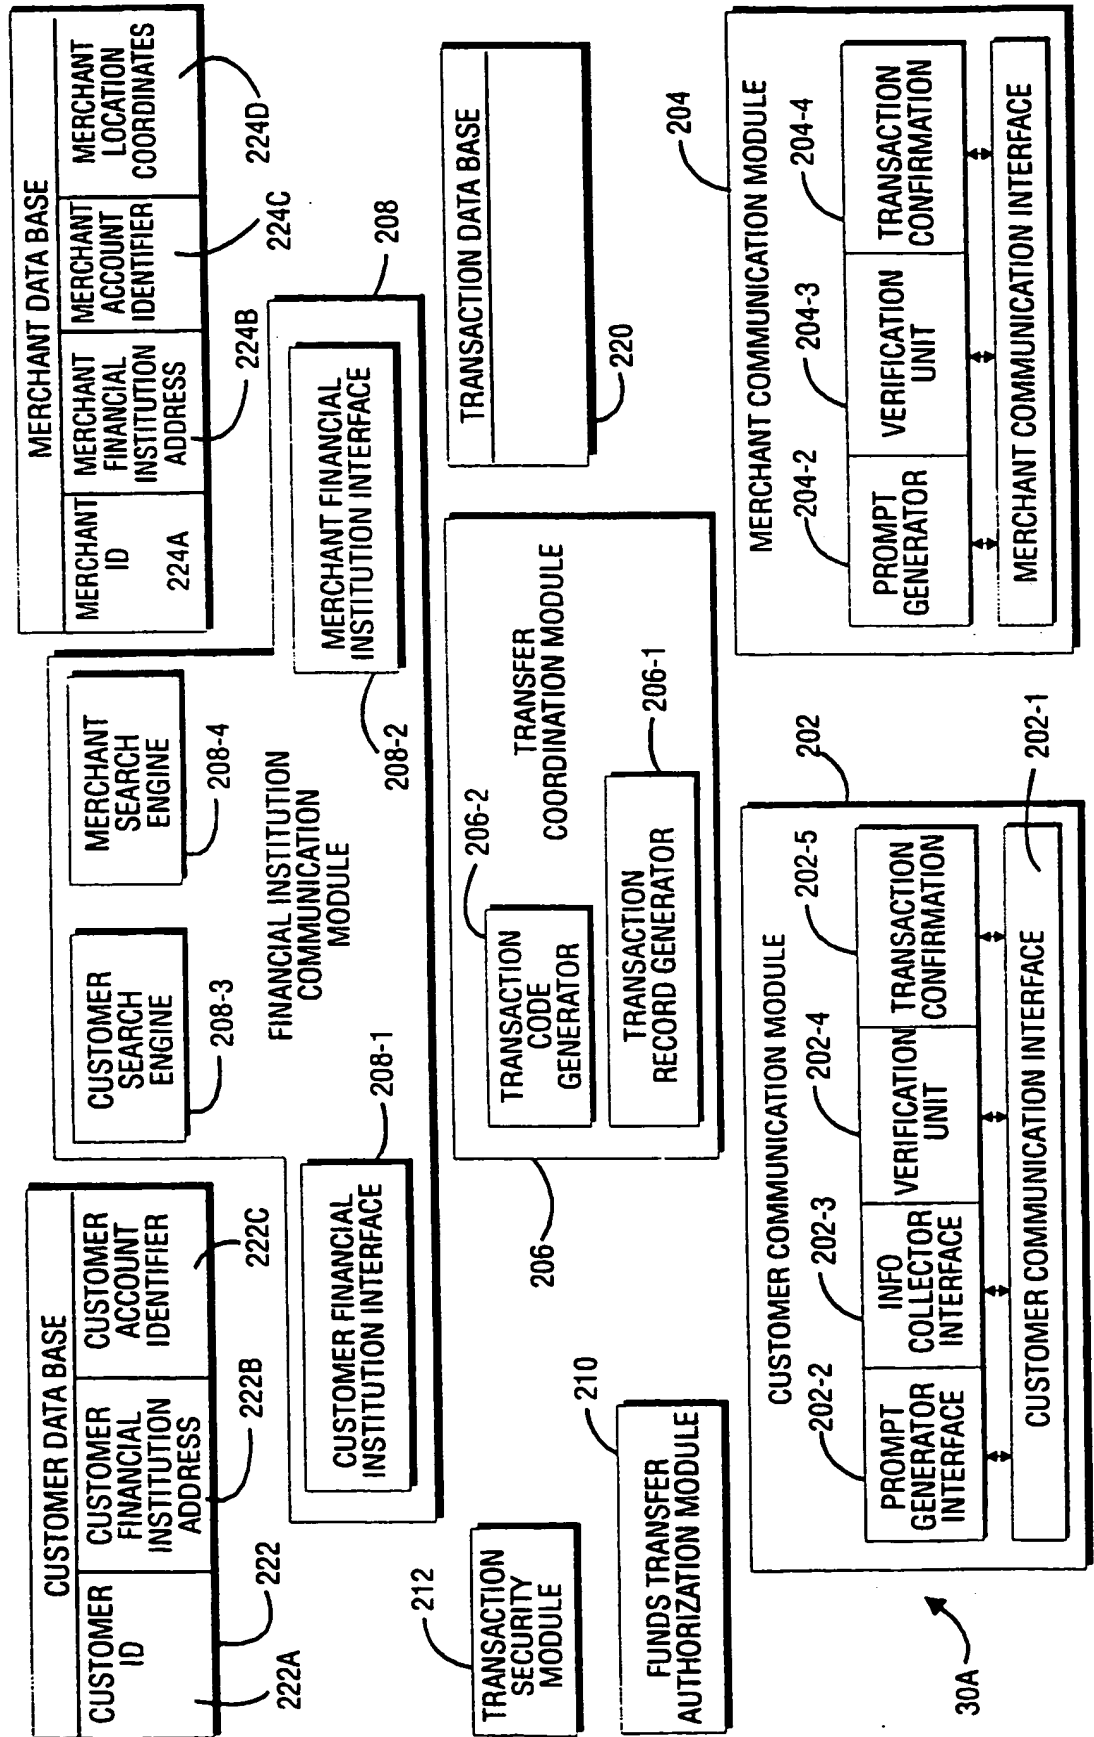 CUSTOMER DATA BASE
CUSTOMER
ID
222A
CUSTOMER
FINANCIAL
INSTITUTION
ADDRESS
222B
CUSTOMER
ACCOUNT
IDENTIFIER
222C
222
MERCHANT DATA BASE
MERCHANT
ID
224A
MERCHANT
FINANCIAL
INSTITUTION
ADDRESS
224B
MERCHANT
ACCOUNT
IDENTIFIER
224C
MERCHANT
LOCATION
COORDINATES
224D
CUSTOMER
SEARCH
ENGINE
208-3
MERCHANT
SEARCH
ENGINE
208-4
FINANCIAL INSTITUTION
COMMUNICATION
MODULE
208
CUSTOMER FINANCIAL
INSTITUTION INTERFACE
208-1
MERCHANT FINANCIAL
INSTITUTION INTERFACE
208-2
TRANSACTION
SECURITY
MODULE
212
TRANSFER
COORDINATION MODULE
206
TRANSACTION
CODE
GENERATOR
206-2
TRANSACTION
RECORD GENERATOR
206-1
TRANSACTION DATA BASE
220
FUNDS TRANSFER
AUTHORIZATION MODULE
210
CUSTOMER COMMUNICATION MODULE
202
202-2
PROMPT
GENERATOR
INTERFACE
202-3
INFO
COLLECTOR
INTERFACE
202-4
VERIFICATION
UNIT
202-5
TRANSACTION
CONFIRMATION
CUSTOMER COMMUNICATION INTERFACE
202-1
MERCHANT COMMUNICATION MODULE
204
204-2
PROMPT
GENERATOR
204-3
VERIFICATION
UNIT
204-4
TRANSACTION
CONFIRMATION
MERCHANT COMMUNICATION INTERFACE
30A